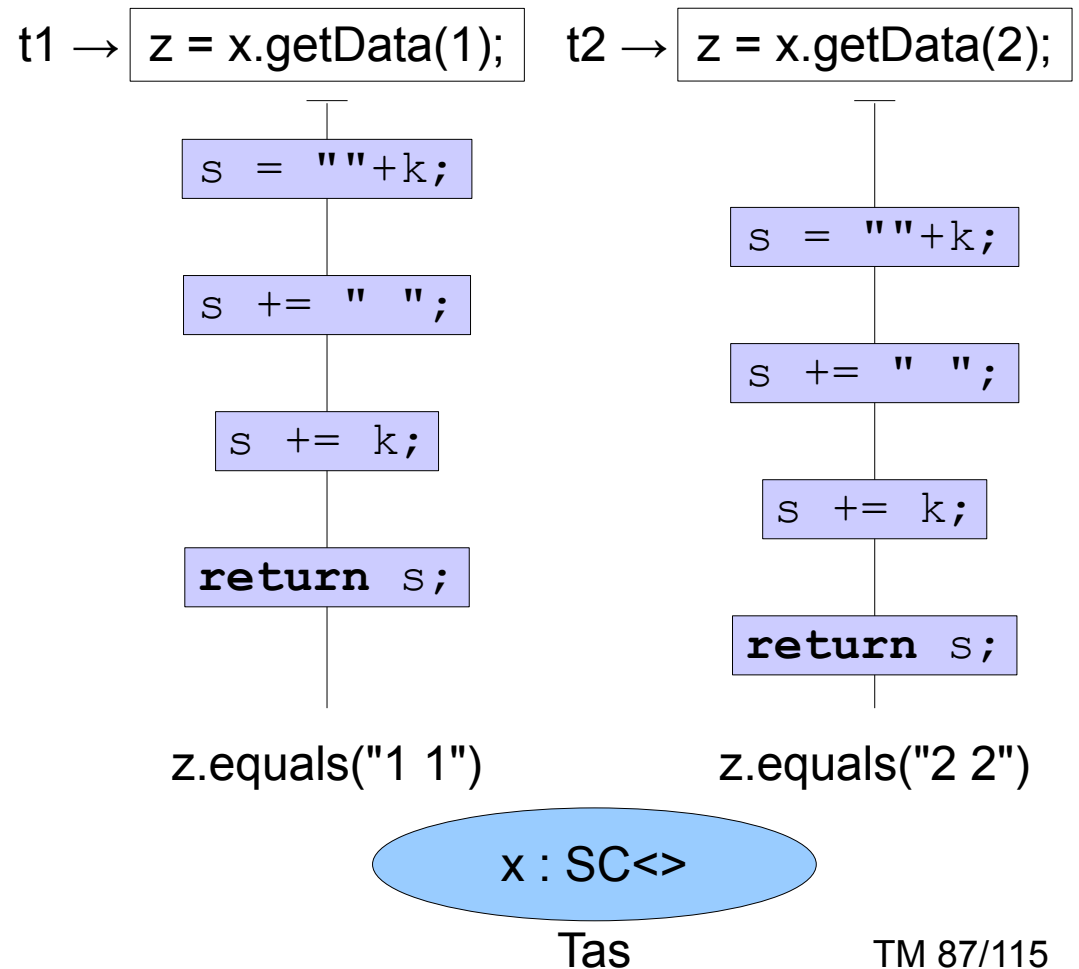 t1 → z = x.getData(1);
t2 → z = x.getData(2);
s = ""+k;
s += " ";
s += k;
return s;
z.equals("1 1")
s = ""+k;
s += " ";
s += k;
return s;
z.equals("2 2")
x : SC<>
Tas
TM 87/115